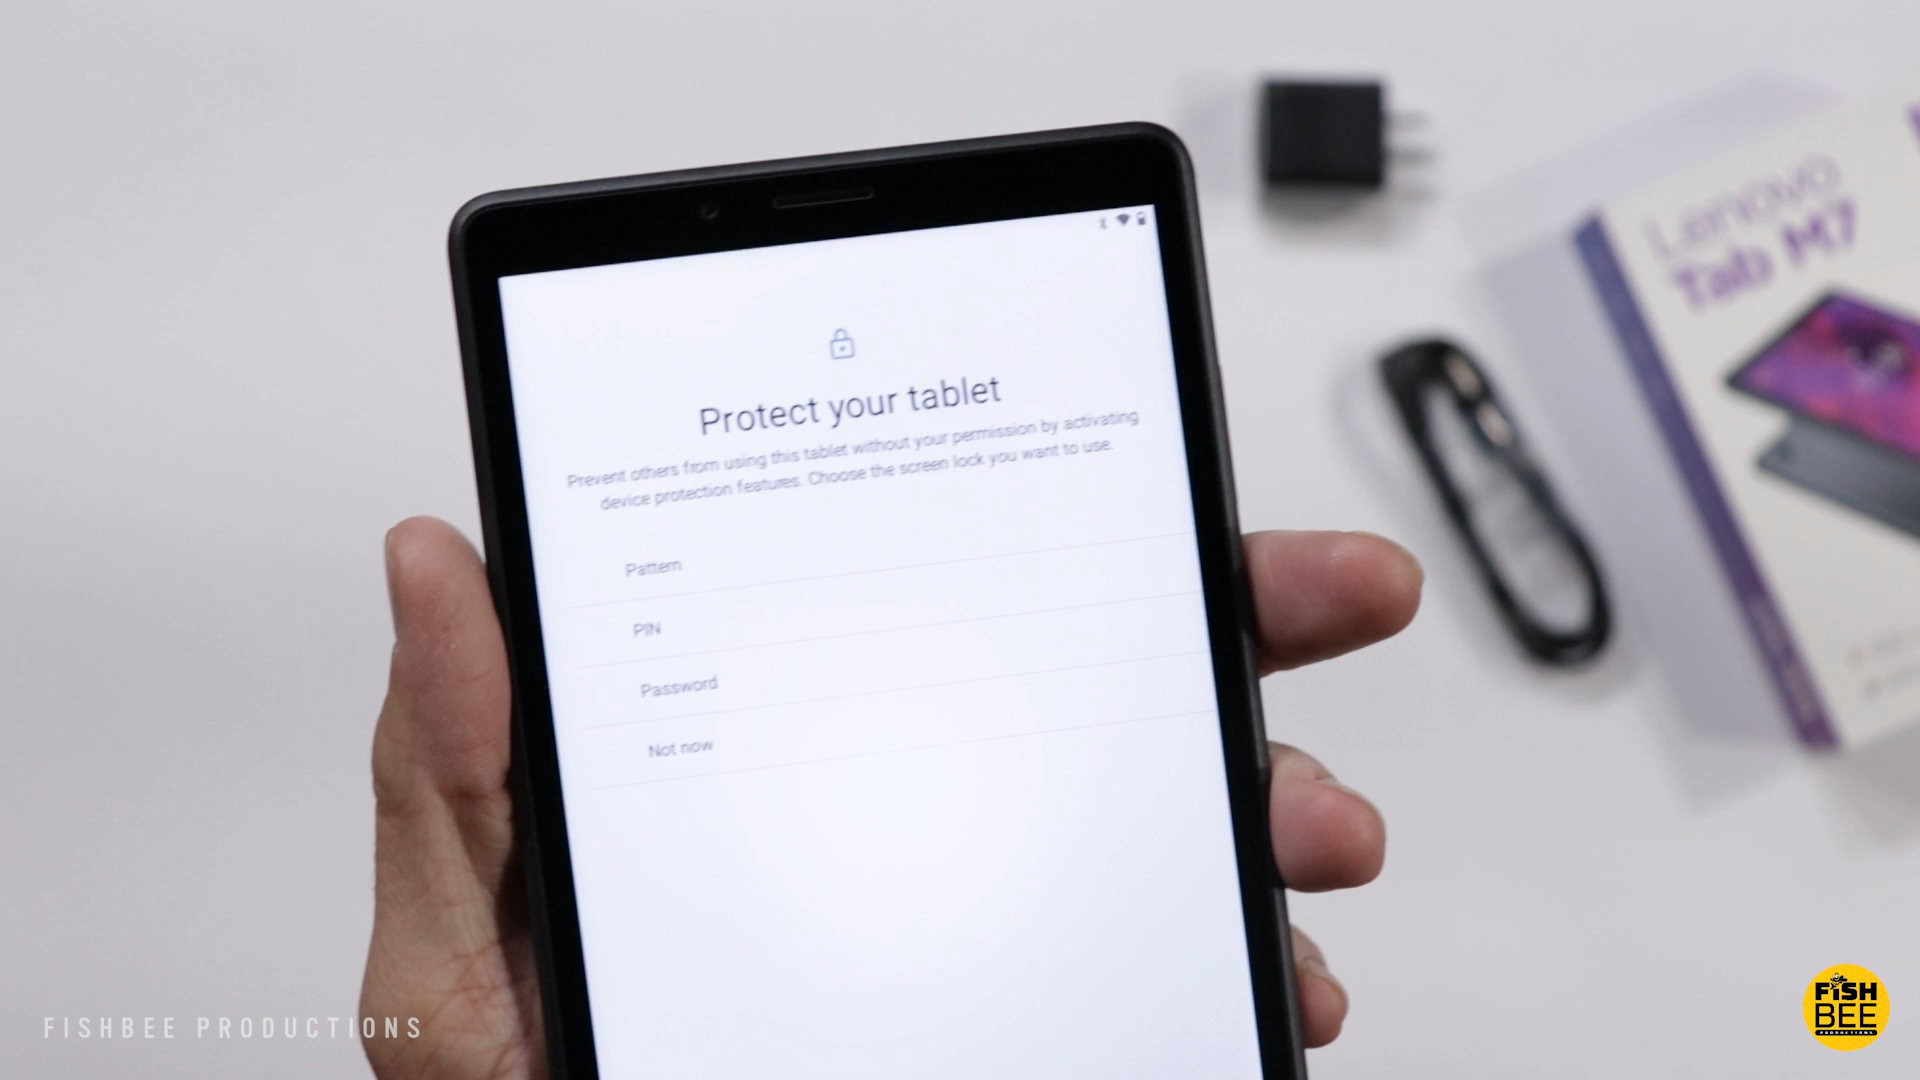 Protect your tablet
Prevent others from using this tablet without your permission by activating
device protection features. Choose the screen lock you want to use.
Pattern
PIN
Password
Not now
Lenovo
Tab M7
FISHBEE PRODUCTIONS
FISH
BEE
PRODUCTIONS